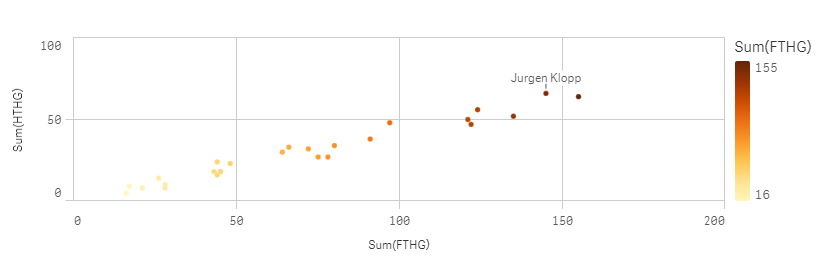 100
50
0
Sum(HTHG)
Jurgen Klopp
0
50
100
150
200
Sum(FTHG)
Sum(FTHG)
155
16